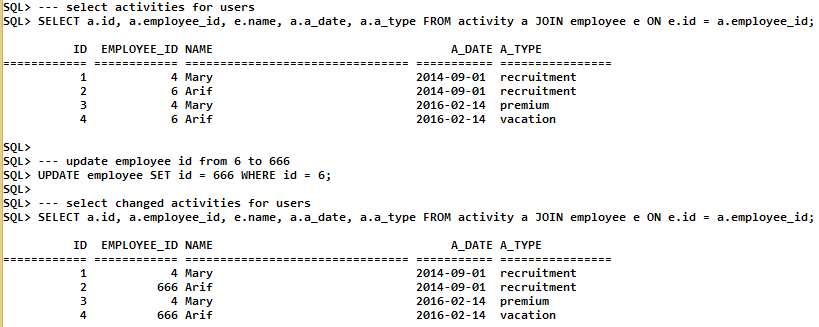 SQL> --- select activities for users
SQL> SELECT a.id, a.employee_id, e.name, a.a_date, a.a_type FROM activity a JOIN employee e ON e.id = a.employee_id;
          ID  EMPLOYEE_ID NAME                                  A_DATE A_TYPE
============ ============ =============================== =========== ================
           1            4 Mary                             2014-09-01  recruitment
           2            6 Arif                             2014-09-01  recruitment
           3            4 Mary                             2016-02-14  premium
           4            6 Arif                             2016-02-14  vacation
SQL>
SQL> --- update employee id from 6 to 666
SQL> UPDATE employee SET id = 666 WHERE id = 6;
SQL>
SQL> --- select changed activities for users
SQL> SELECT a.id, a.employee_id, e.name, a.a_date, a.a_type FROM activity a JOIN employee e ON e.id = a.employee_id;
          ID  EMPLOYEE_ID NAME                                  A_DATE A_TYPE
============ ============ =============================== =========== ================
           1            4 Mary                             2014-09-01  recruitment
           2          666 Arif                             2014-09-01  recruitment
           3            4 Mary                             2016-02-14  premium
           4          666 Arif                             2016-02-14  vacation